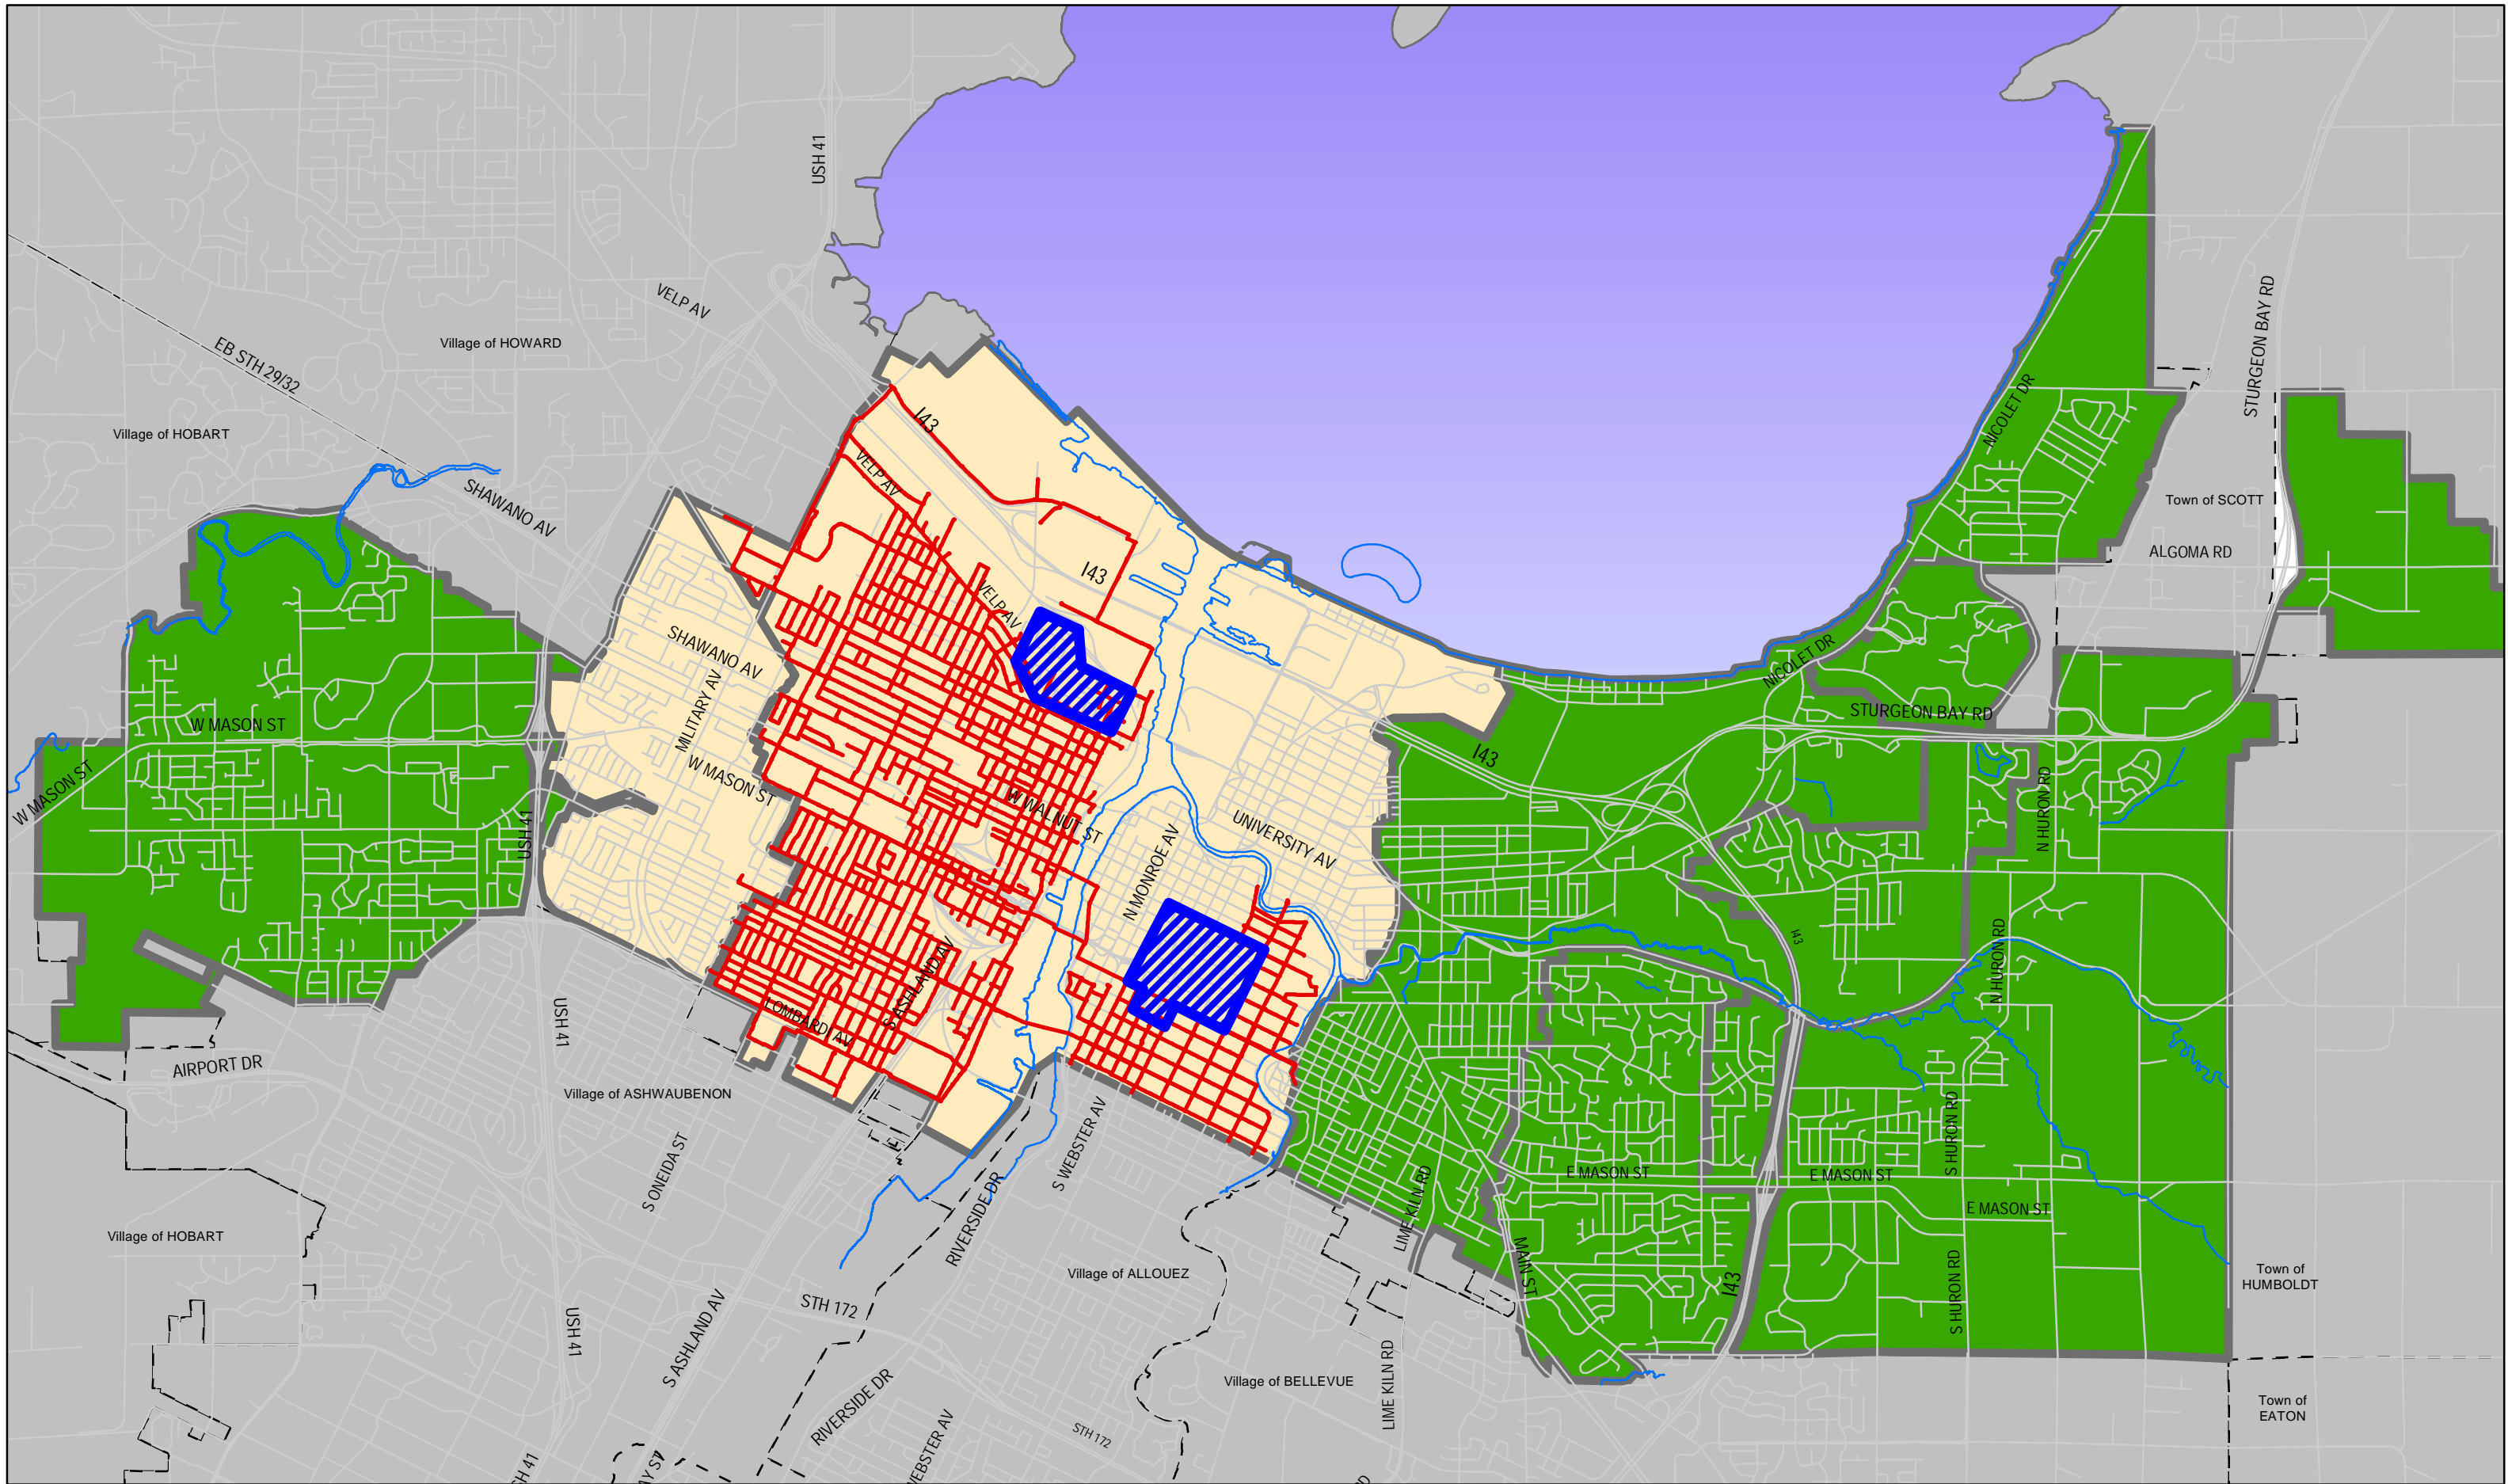 USH 41
VELP AV
STURGEON BAY RD
Village of HOWARD
EB STH 29/32
NICOLET DR
I43
Village of HOBART
VELP AV
SHAWANO AV
Town of SCOTT
ALGOMA RD
I43
VELP AV
SHAWANO AV
NICOLET DR
MILITARY AV
STURGEON BAY RD
W MASON ST
I43
W MASON ST
W MASON ST
N HURON RD
W WALNUT ST
UNIVERSITY AV
USH 41
N MONROE AV
I43
N HURON RD
S ASHLAND AV
LOMBARDI AV
USH 41
AIRPORT DR
Village of ASHWAUBENON
S HURON RD
S WEBSTER AV
S ONEIDA ST
E MASON ST
E MASON ST
E MASON ST
LIME KILN RD
RIVERSIDE DR
Village of HOBART
MAIN ST
Village of ALLOUEZ
I43
S HURON RD
Town of
HUMBOLDT
STH 172
USH 41
S ASHLAND AV
LIME KILN RD
Village of BELLEVUE
RIVERSIDE DR
Town of
EATON
STH 172
WEBSTER AV
SH 41
AY ST